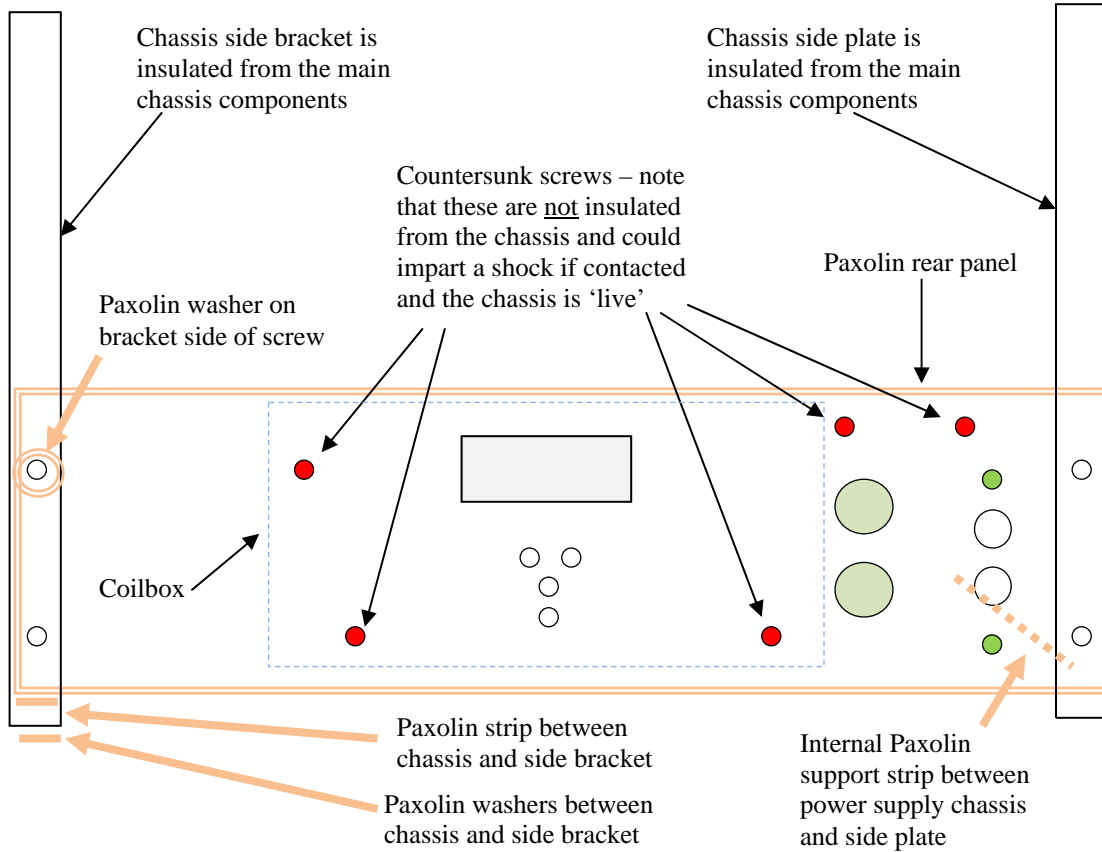 Chassis side bracket is
insulated from the main
chassis components
Chassis side plate is
insulated from the main
chassis components
Countersunk screws – note
that these are not insulated
from the chassis and could
impart a shock if contacted
and the chassis is ‘live’
Paxolin rear panel
Paxolin washer on
bracket side of screw
Coilbox
Paxolin strip between
chassis and side bracket
Paxolin washers between
chassis and side bracket
Internal Paxolin
support strip between
power supply chassis
and side plate